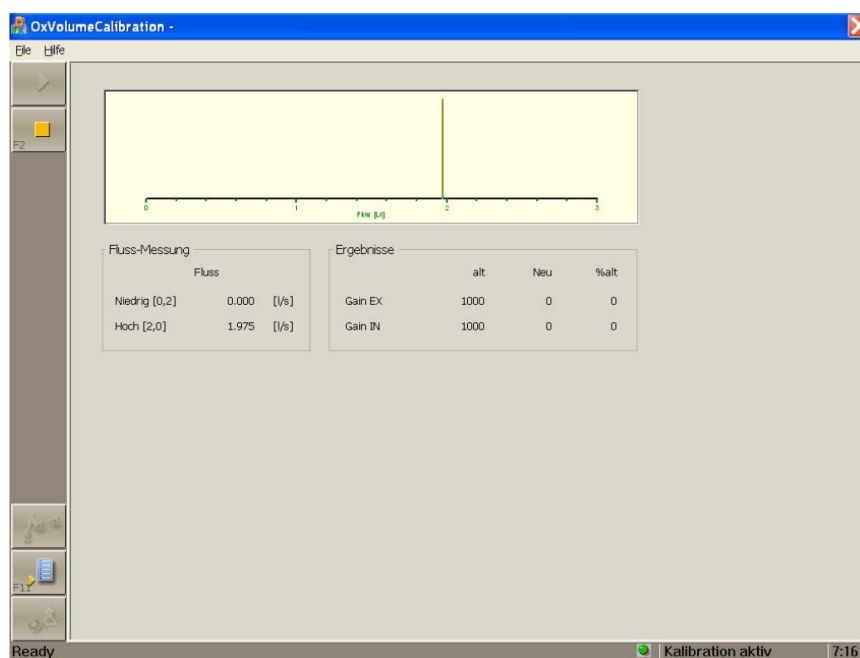 OxVolumeCalibration -
File Hilfe
F2
0 1 2 3
Flow [L/s]
Fluss-Messung
Fluss
Niedrig [0,2] 0.000 [l/s]
Hoch [2,0] 1.975 [l/s]
Ergebnisse
alt Neu %alt
Gain EX 1000 0 0
Gain IN 1000 0 0
F11
Ready Kalibration aktiv 7:16